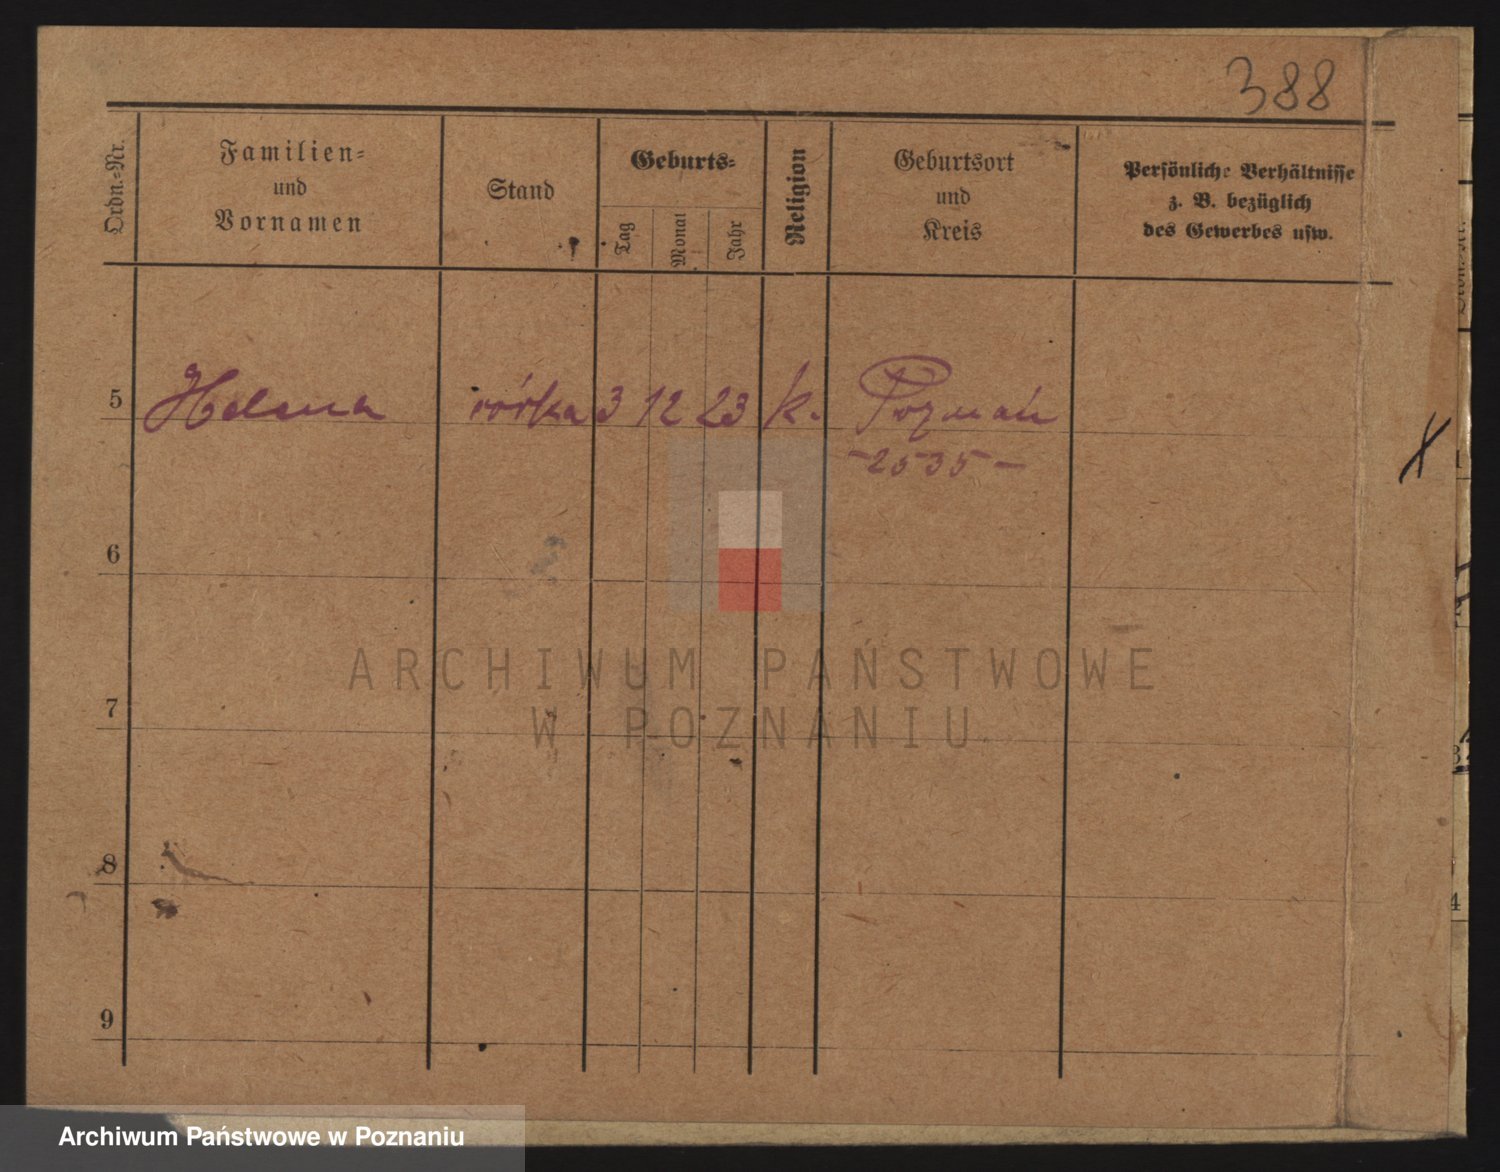 388
Ordn.-Nr.
Familien-
und
Vornamen
Stand
Geburts-
Tag
Monat
Jahr
Religion
Geburtsort
und
Kreis
Persönliche Verhältnisse
z. B. bezüglich
des Gewerbes usw.
5 Helena córka 3 12 23 k. Poznań
-2535-
6
7
8
9
ARCHIWUM PAŃSTWOWE
W POZNANIU
Archiwum Państwowe w Poznaniu